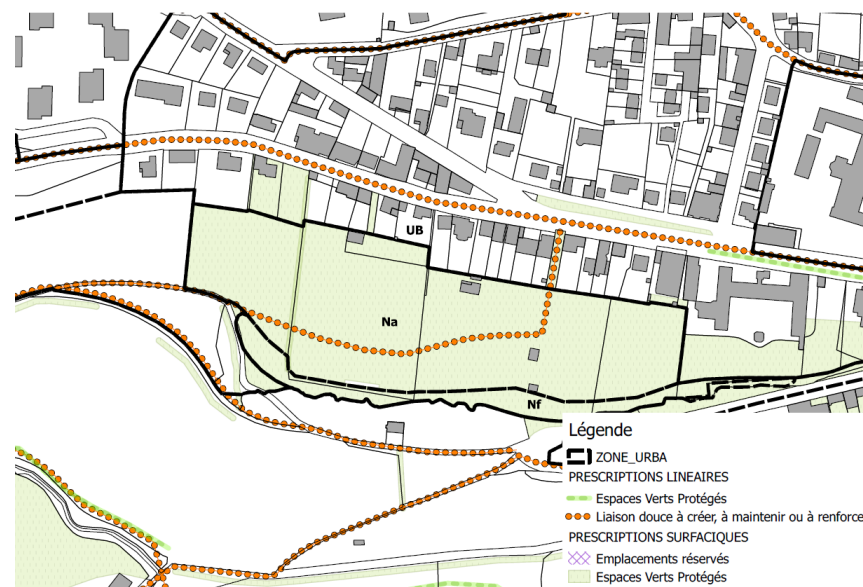 UB
Na
Nf
Légende
ZONE_URBA
PRESCRIPTIONS LINEAIRES
Espaces Verts Protégés
Liaison douce à créer, à maintenir ou à renforce
PRESCRIPTIONS SURFACIQUES
Emplacements réservés
Espaces Verts Protégés